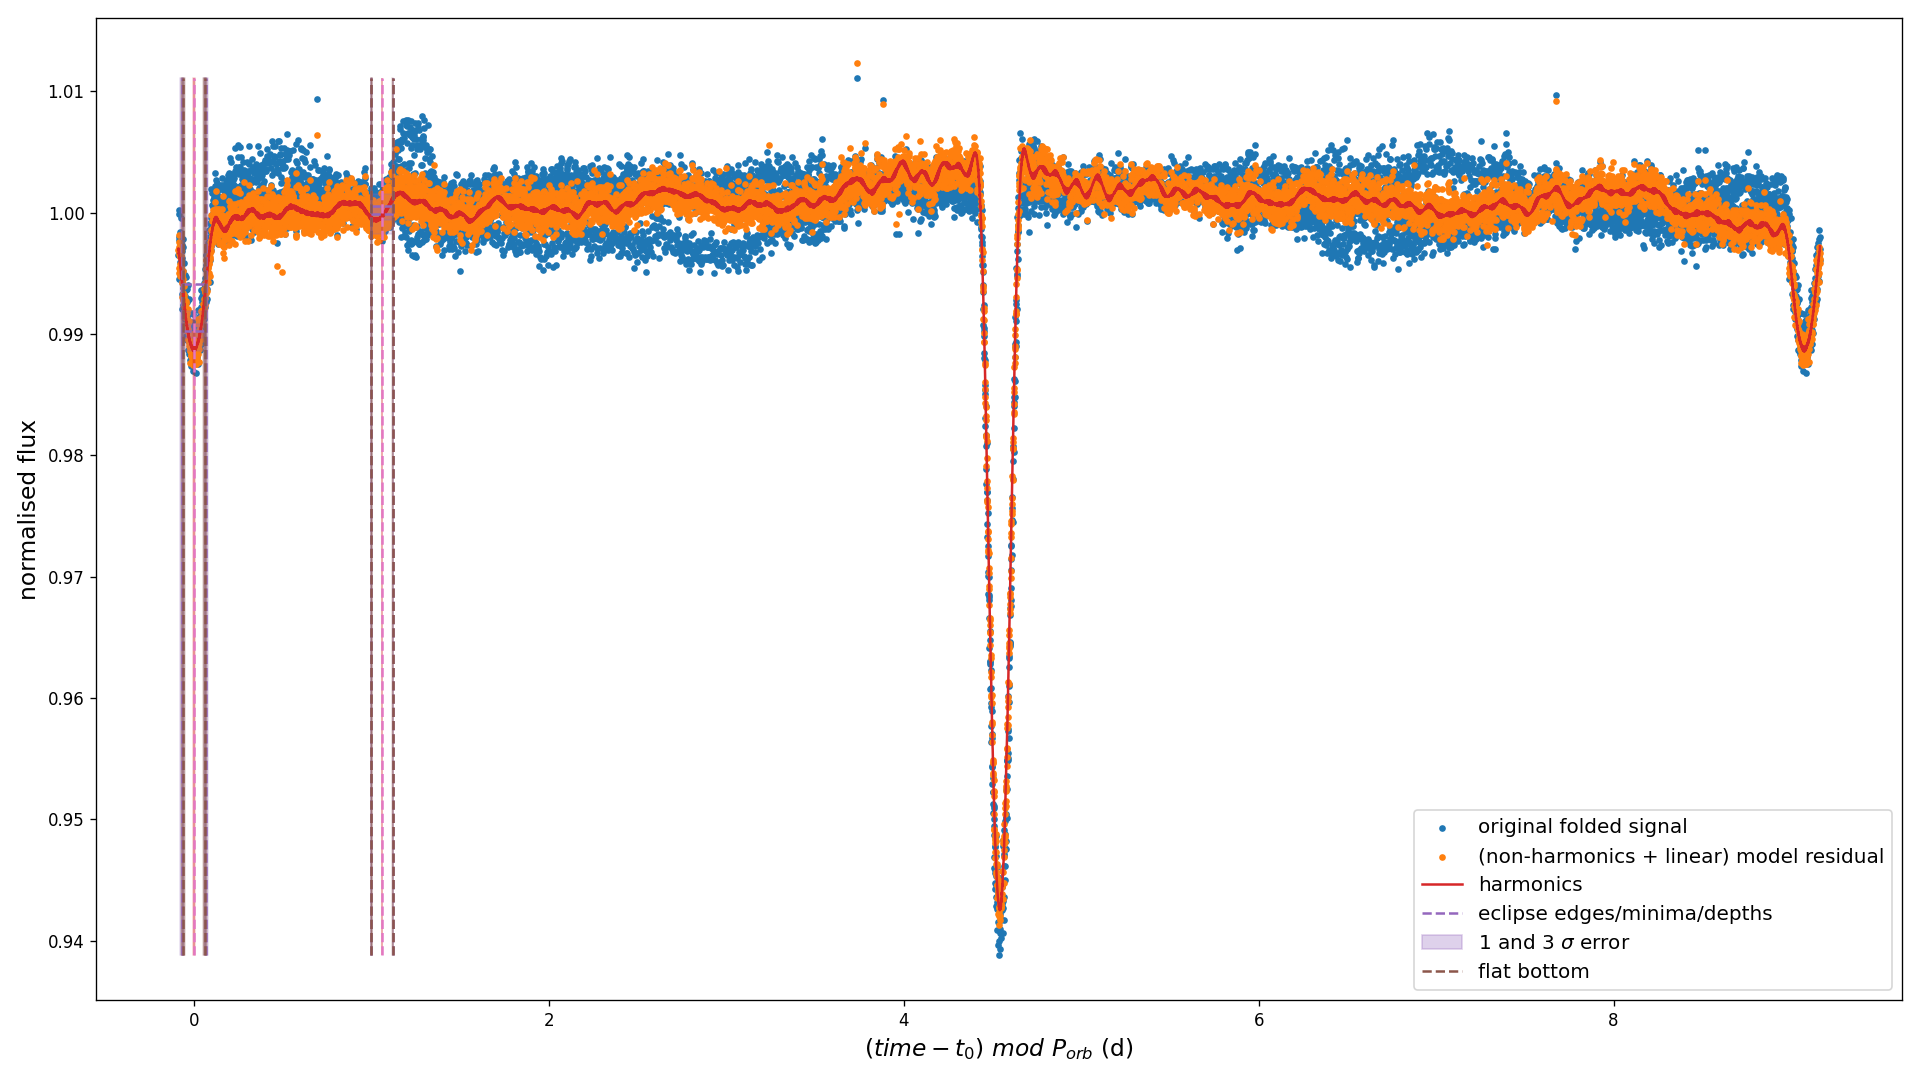 normalised flux
1.01
1.00
0.99
0.98
0.97
0.96
0.95
0.94
0
2
4
6
8
(time − t₀) mod P_orb (d)
original folded signal
(non-harmonics + linear) model residual
harmonics
eclipse edges/minima/depths
1 and 3 σ error
flat bottom